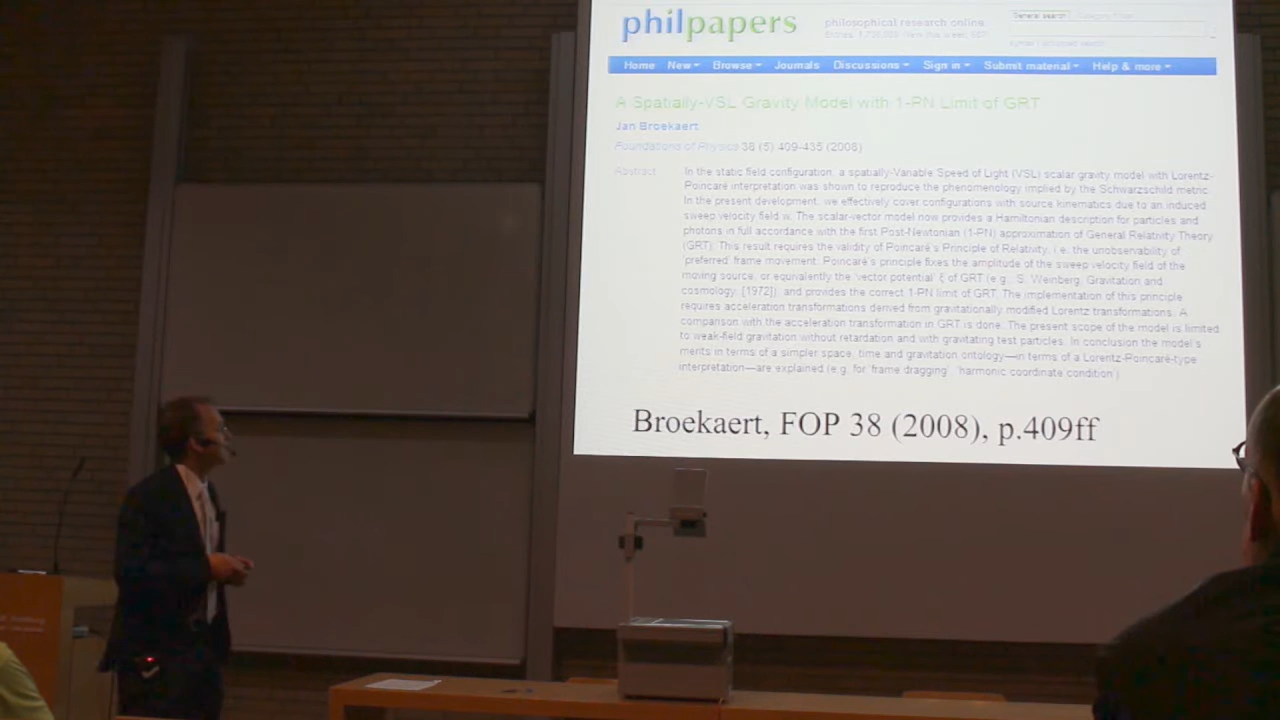 philpapers
philosophical research online
General search
Home New Browse Journals Discussions Sign in Submit material Help & more
A Spatially-VSL Gravity Model with 1-PN Limit of GRT
Jan Broekaert
Foundations of Physics 38 (5):409-435 (2008)
Abstract
In the static field configuration, a spatially-Variable Speed of Light (VSL) scalar gravity model with Lorentz-
Poincaré interpretation was shown to reproduce the phenomenology implied by the Schwarzschild metric.
In the present development, we effectively cover configurations with source kinematics due to an induced
sweep velocity field w. The scalar-vector model now provides a Hamiltonian description for particles and
photons in full accordance with the first Post-Newtonian (1-PN) approximation of General Relativity Theory
(GRT). This result requires the validity of Poincaré's Principle of Relativity, i.e. the unobservability of
'preferred' frame movement. Poincaré's principle fixes the amplitude of the sweep velocity field of the
moving source, or equivalently the 'vector potential' ξ of GRT (e.g., S. Weinberg, Gravitation and
cosmology, [1972]), and provides the correct 1-PN limit of GRT. The implementation of this principle
requires acceleration transformations derived from gravitationally modified Lorentz transformations. A
comparison with the acceleration transformation in GRT is done. The present scope of the model is limited
to weak-field gravitation without retardation and with gravitating test particles. In conclusion the model's
merits in terms of a simpler space, time and gravitation ontology—in terms of a Lorentz-Poincaré-type
interpretation—are explained (e.g. for 'frame dragging', 'harmonic coordinate condition')
Broekaert, FOP 38 (2008), p.409ff